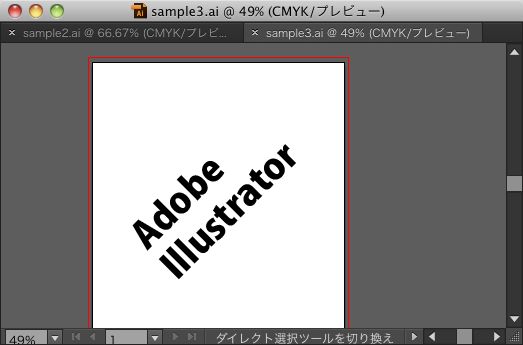 sample3.ai @ 49% (CMYK/プレビュー)
× sample2.ai @ 66.67% (CMYK/プレビ...
× sample3.ai @ 49% (CMYK/プレビュー)
Adobe
Illustrator
49%
1
ダイレクト選択ツールを切り換え